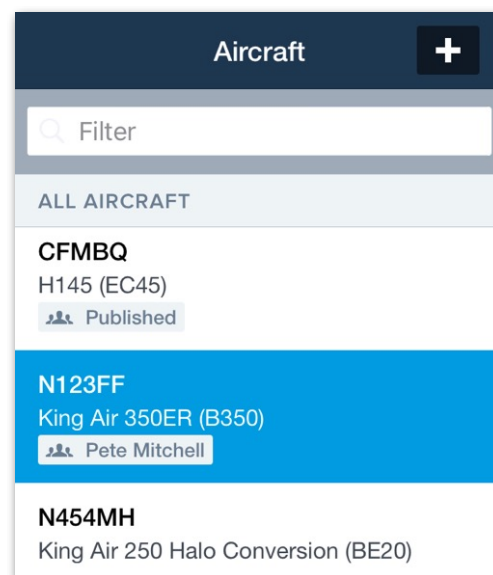 Aircraft
Filter
ALL AIRCRAFT
CFMBQ
H145 (EC45)
Published
N123FF
King Air 350ER (B350)
Pete Mitchell
N454MH
King Air 250 Halo Conversion (BE20)